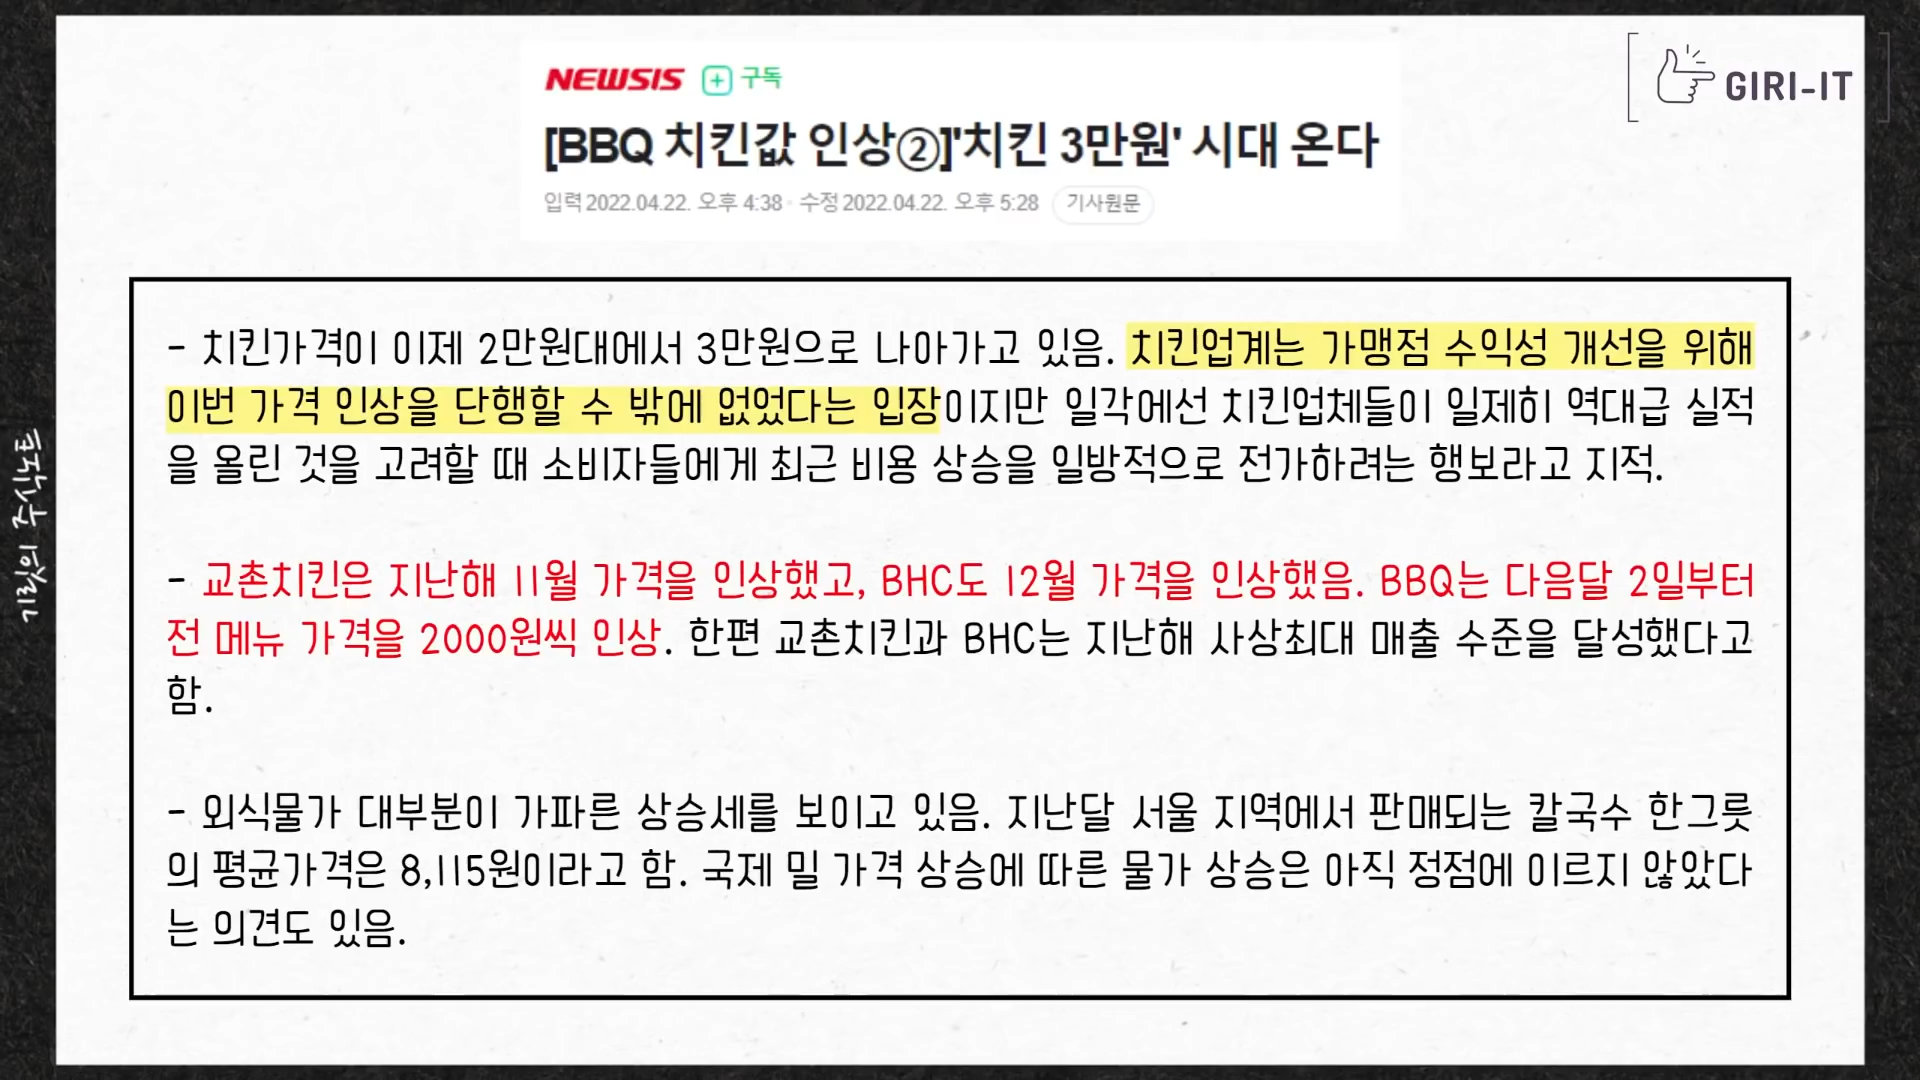 NEWSIS + 구독
GIRI-IT
[BBQ 치킨값 인상②]'치킨 3만원' 시대 온다
입력 2022.04.22. 오후 4:38 · 수정 2022.04.22. 오후 5:28 기사원문
- 치킨가격이 이제 2만원대에서 3만원으로 나아가고 있음. 치킨업계는 가맹점 수익성 개선을 위해
이번 가격 인상을 단행할 수 밖에 없었다는 입장이지만 일각에선 치킨업체들이 일제히 역대급 실적
을 올린 것을 고려할 때 소비자들에게 최근 비용 상승을 일방적으로 전가하려는 행보라고 지적.
- 교촌치킨은 지난해 11월 가격을 인상했고, BHC도 12월 가격을 인상했음. BBQ는 다음달 2일부터
전 메뉴 가격을 2000원씩 인상. 한편 교촌치킨과 BHC는 지난해 사상최대 매출 수준을 달성했다고
함.
- 외식물가 대부분이 가파른 상승세를 보이고 있음. 지난달 서울 지역에서 판매되는 칼국수 한그릇
의 평균가격은 8,115원이라고 함. 국제 밀 가격 상승에 따른 물가 상승은 아직 정점에 이르지 않았다
는 의견도 있음.
기릿의 주식노트